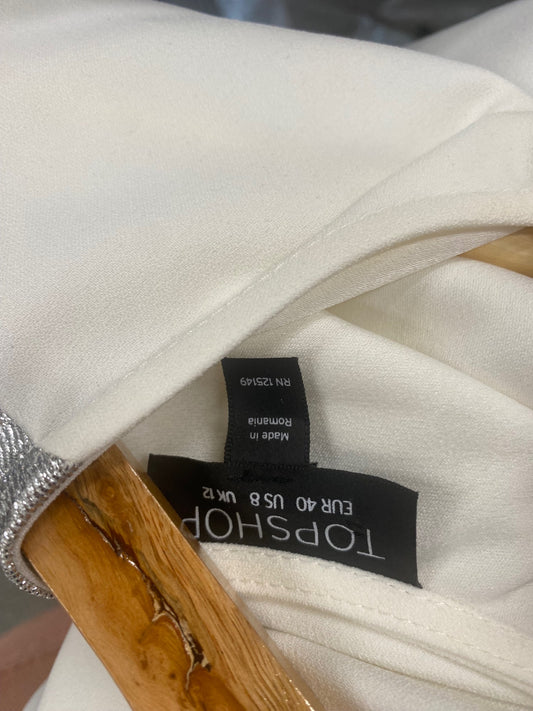 TOPSHOP
EUR 40 US 8 UK 12
Made in
Romania
RN 125149